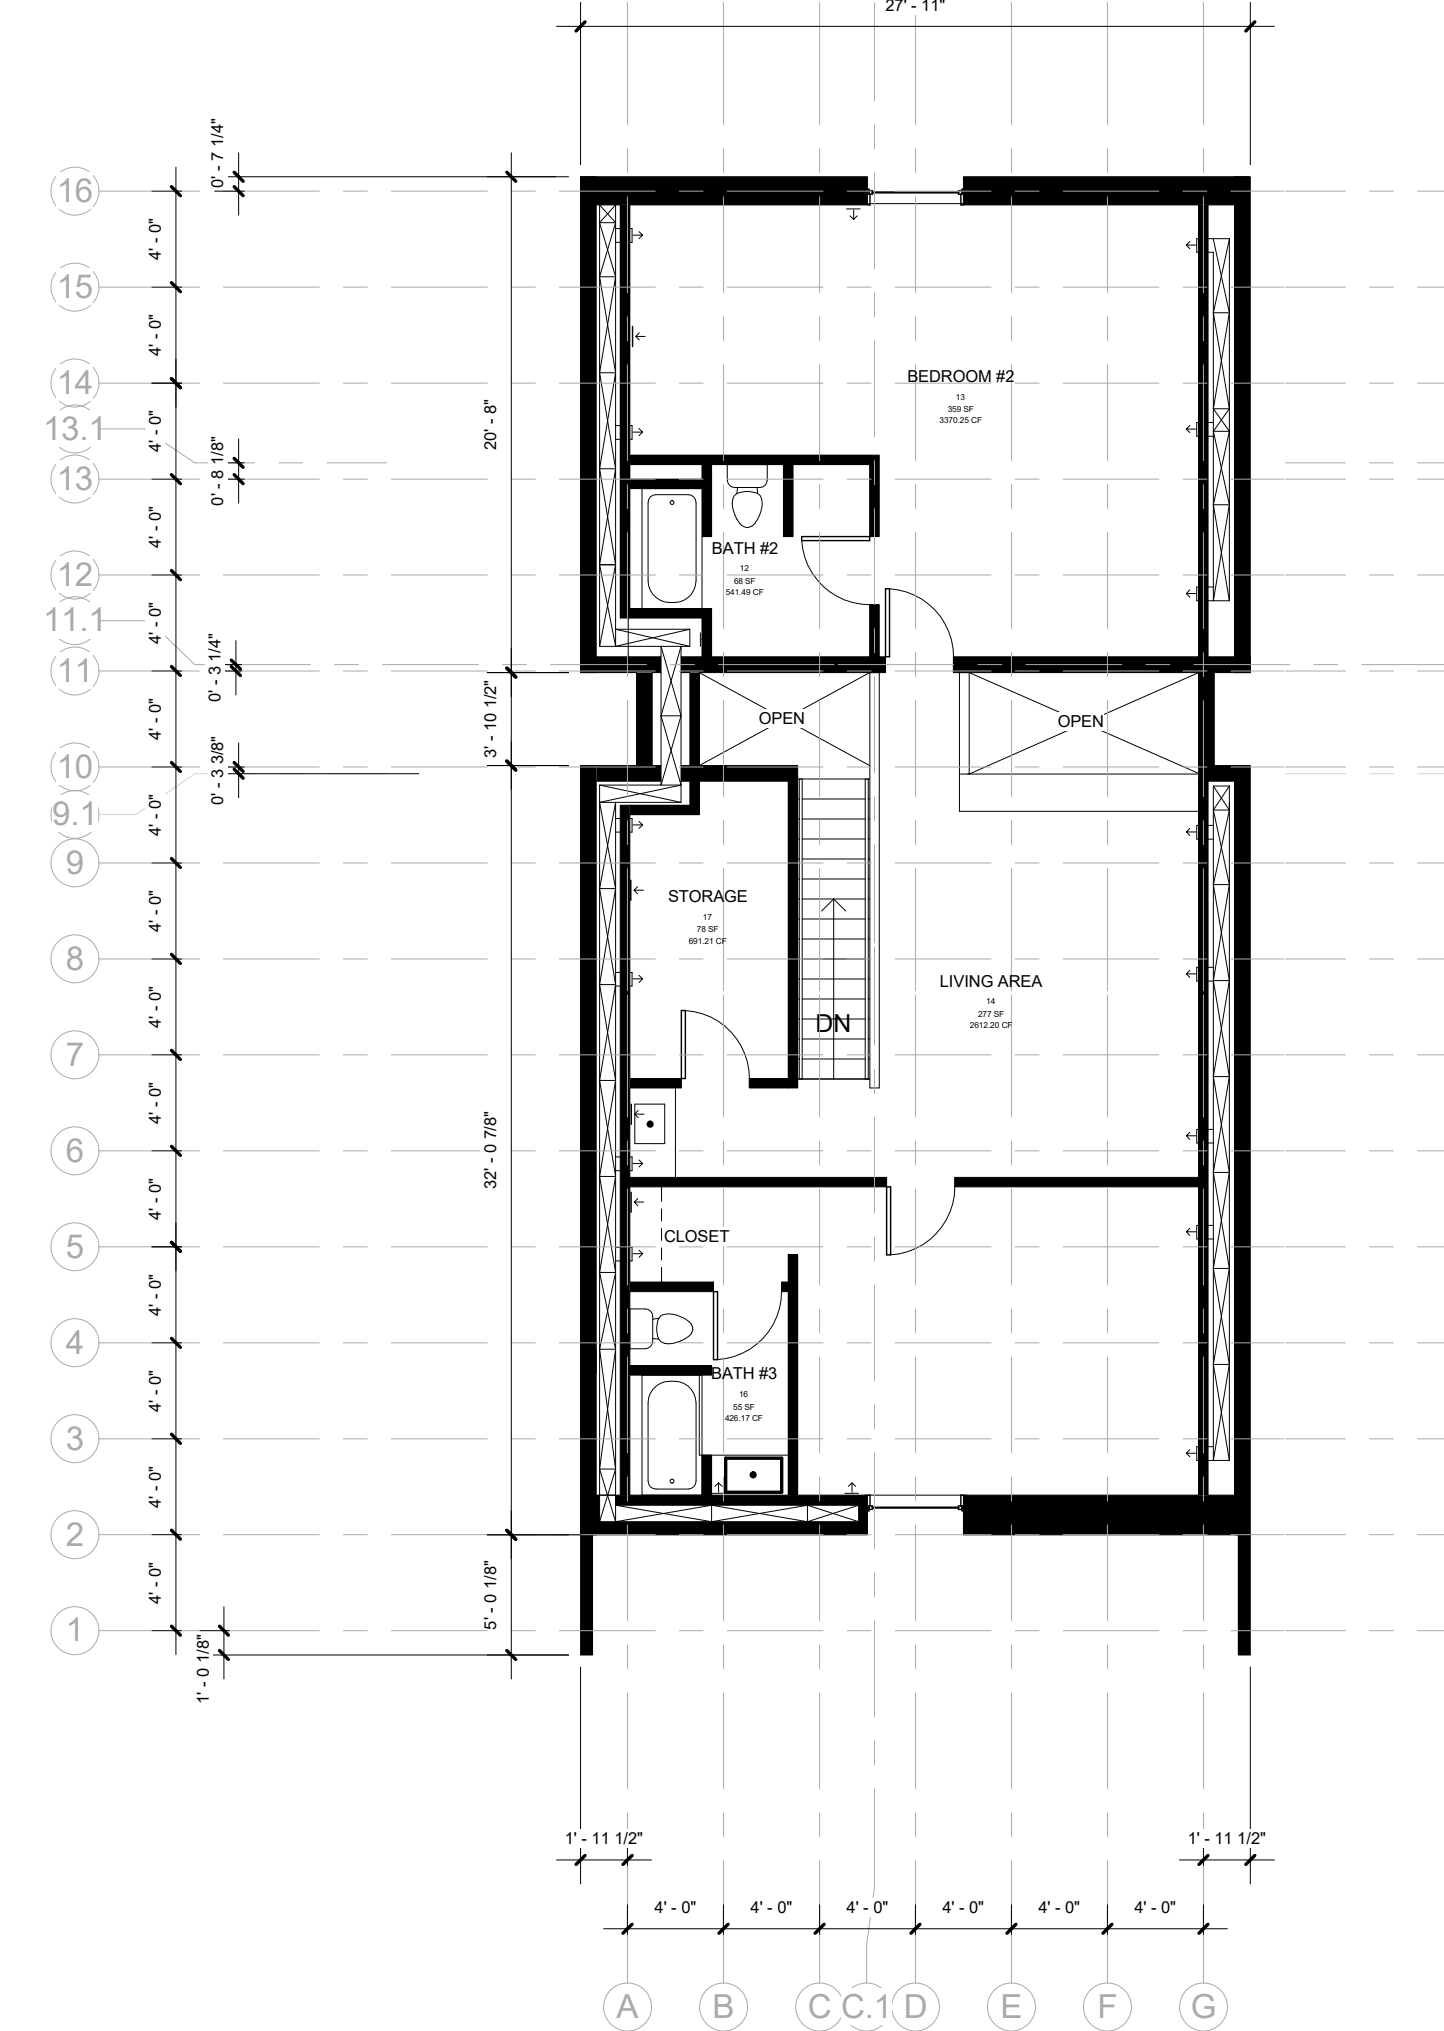 27' - 11"
0' - 7 1/4"
16
4' - 0"
15
4' - 0"
14
13.1
4' - 0"
0' - 8 1/8"
20' - 8"
13
4' - 0"
12
11.1
4' - 0"
0' - 3 1/4"
11
4' - 0"
3' - 10 1/2"
10
0' - 3 3/8"
9.1
4' - 0"
9
4' - 0"
8
4' - 0"
7
4' - 0"
32' - 0 7/8"
6
4' - 0"
5
4' - 0"
4
4' - 0"
3
4' - 0"
2
4' - 0"
5' - 0 1/8"
1
1' - 0 1/8"
BEDROOM #2
13
359 SF
3370.25 CF
BATH #2
12
68 SF
541.49 CF
OPEN
OPEN
STORAGE
17
78 SF
691.21 CF
LIVING AREA
14
277 SF
2612.20 CF
DN
CLOSET
BATH #3
16
55 SF
426.17 CF
1' - 11 1/2"
1' - 11 1/2"
4' - 0"
4' - 0"
4' - 0"
4' - 0"
4' - 0"
4' - 0"
A
B
C
C.1
D
E
F
G